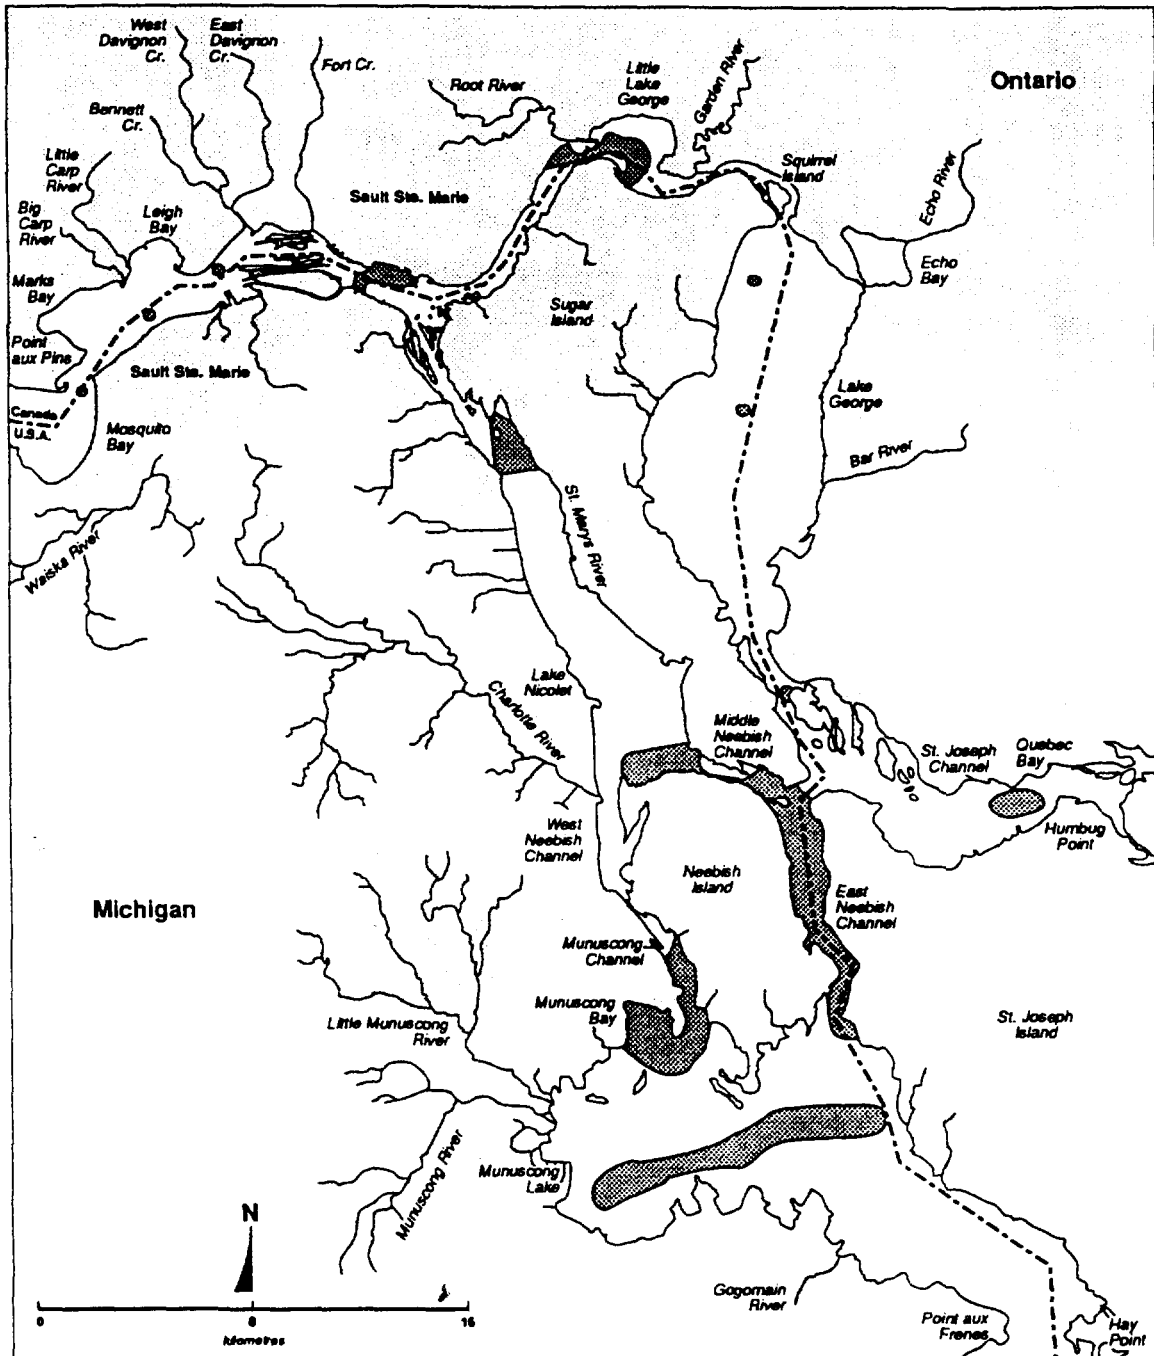 West
Davignon
Cr.
East
Davignon
Cr.
Fort Cr.
Root River
Little
Lake
George
Garden River
Ontario
Bennett
Cr.
Little
Carp
River
Big
Carp
River
Leigh
Bay
Sault Ste. Marie
Squirrel
Island
Echo River
Echo
Bay
Marks
Bay
Sugar
Island
Point
aux Pins
Sault Ste. Marie
Lake
George
Canada
U.S.A.
Mosquito
Bay
Bar River
St. Marys River
Waiska River
Lake
Nicolet
Charlotte River
Middle
Neebish
Channel
St. Joseph
Channel
Quebec
Bay
West
Neebish
Channel
Humbug
Point
Neebish
Island
East
Neebish
Channel
Michigan
Munuscong
Channel
Munuscong
Bay
Little Munuscong
River
St. Joseph
Island
Munuscong River
Munuscong
Lake
N
Gogomain
River
Point aux
Frenes
Hay
Point
0 8 16
kilometres